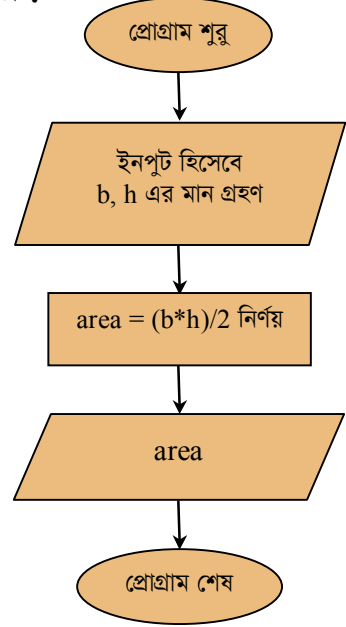 প্রোগ্রাম শুরু
ইনপুট হিসেবে
b, h এর মান গ্রহণ
area = (b*h)/2 নির্ণয়
area
প্রোগ্রাম শেষ